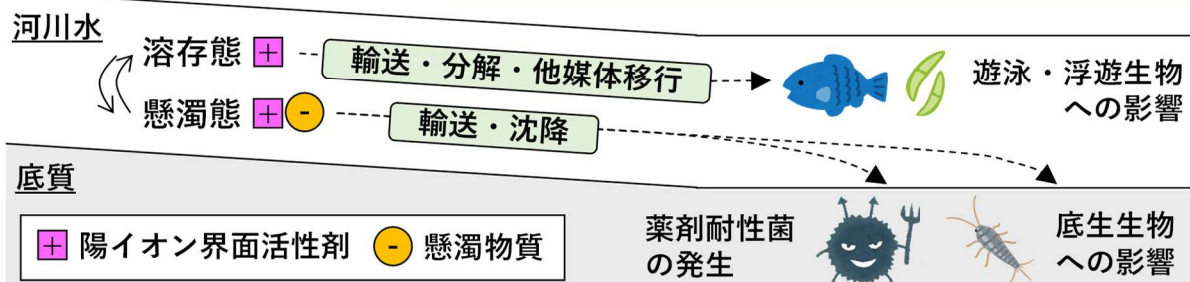 河川水
溶存態 +
輸送・分解・他媒体移行
遊泳・浮遊生物
への影響
懸濁態 + -
輸送・沈降
底質
+ 陽イオン界面活性剤 - 懸濁物質
薬剤耐性菌
の発生
底生生物
への影響